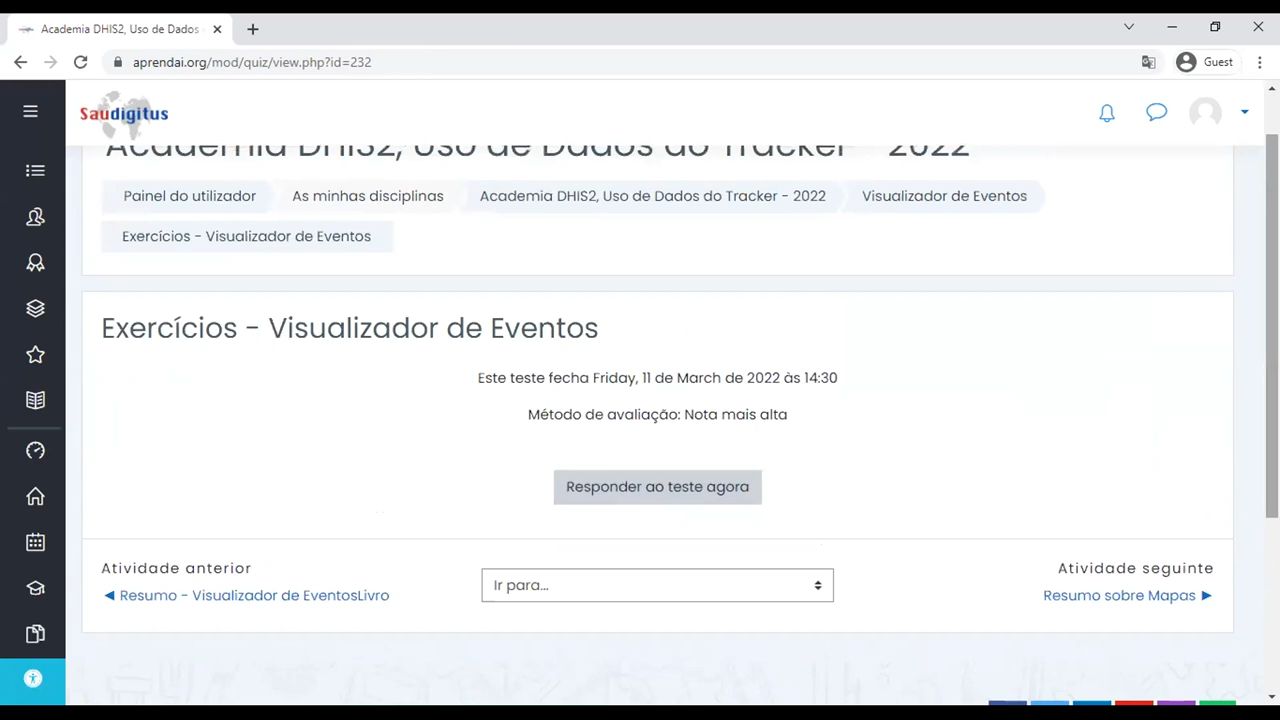 Academia DHIS2, Uso de Dados
aprendai.org/mod/quiz/view.php?id=232
Guest
Saudigitus
Academia DHIS2, Uso de Dados do Tracker - 2022
Painel do utilizador
As minhas disciplinas
Academia DHIS2, Uso de Dados do Tracker - 2022
Visualizador de Eventos
Exercícios - Visualizador de Eventos
Exercícios - Visualizador de Eventos
Este teste fecha Friday, 11 de March de 2022 às 14:30
Método de avaliação: Nota mais alta
Responder ao teste agora
Atividade anterior
◄ Resumo - Visualizador de EventosLivro
Ir para...
Atividade seguinte
Resumo sobre Mapas ►